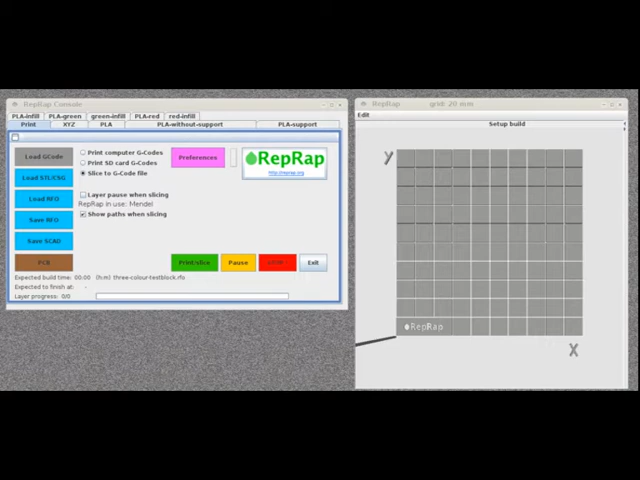 RepRap Console
PLA-infill PLA-green green-infill PLA-red red-infill
Print XYZ PLA PLA-without-support PLA-support
Load GCode
Print computer G-Codes
Print SD card G-Codes
Slice to G-Code file
Preferences
RepRap
http://reprap.org
Load STL/CSG
Load RFO
Layer pause when slicing
RepRap in use: Mendel
Show paths when slicing
Save RFO
Save SCAD
PCB
Print/slice
Pause
Exit
Expected build time: 00:00 (h:m) three-colour-testblock.rfo
Expected to finish at: -
Layer progress: 0/0
RepRap grid: 20 mm
Edit
Setup build
Y
RepRap
X